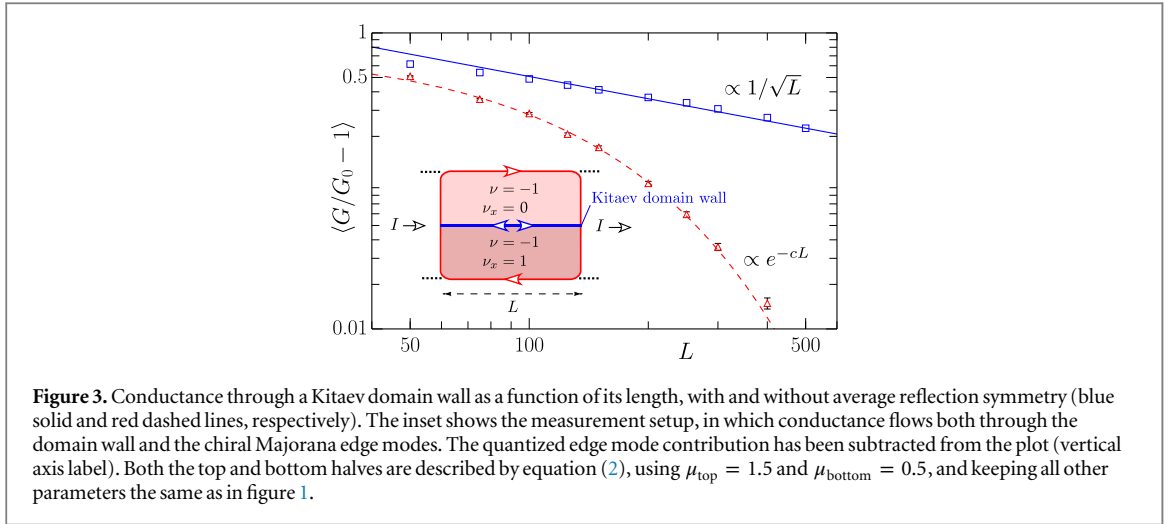 1
0.5
0.01
⟨G/G₀ − 1⟩
∝ 1/√L
∝ e^{−cL}
ν = −1
νₓ = 0
Kitaev domain wall
I
I
ν = −1
νₓ = 1
L
50
100
L
500
Figure 3. Conductance through a Kitaev domain wall as a function of its length, with and without average reflection symmetry (blue
solid and red dashed lines, respectively). The inset shows the measurement setup, in which conductance flows both through the
domain wall and the chiral Majorana edge modes. The quantized edge mode contribution has been subtracted from the plot (vertical
axis label). Both the top and bottom halves are described by equation (2), using μ_top = 1.5 and μ_bottom = 0.5, and keeping all other
parameters the same as in figure 1.